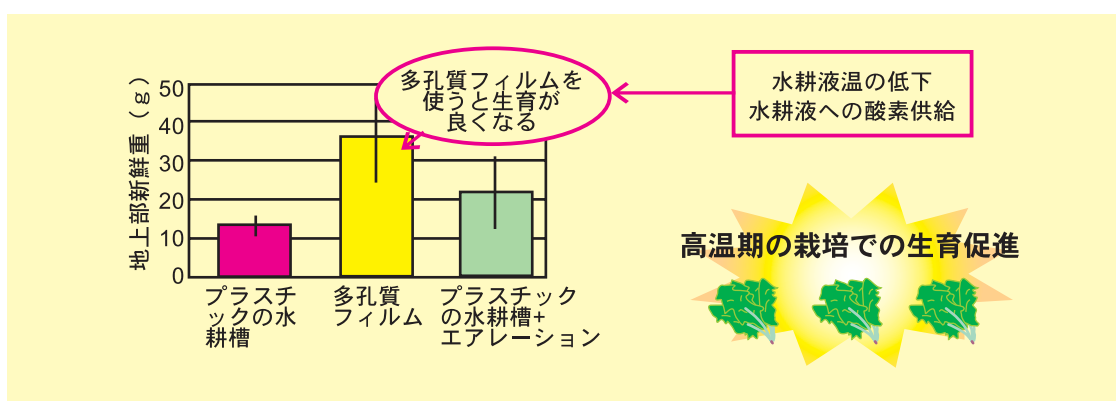 地上部新鮮重(g)
50
40
30
20
10
0
プラスチ
ックの水
耕槽
多孔質
フィルム
プラスチック
の水耕槽+
エアレーション
多孔質フィルムを
使うと生育が
良くなる
水耕液温の低下
水耕液への酸素供給
高温期の栽培での生育促進